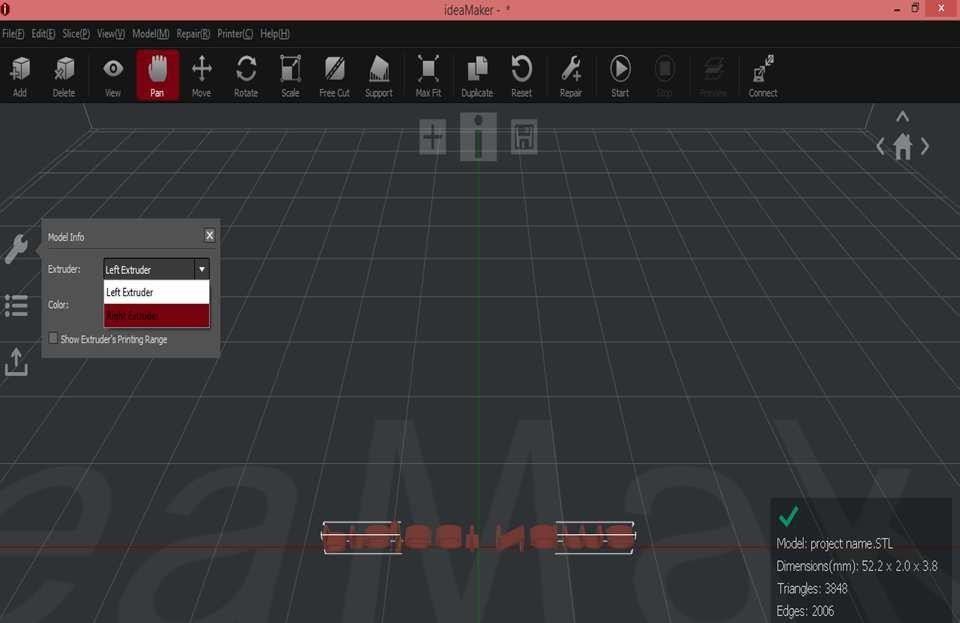 ideaMaker - *
File(F) Edit(E) Slice(P) View(V) Model(M) Repair(R) Printer(C) Help(H)
Add Delete View Pan Move Rotate Scale Free Cut Support Max Fit Duplicate Reset Repair Start Stop Preview Connect
Model Info
Extruder: Left Extruder
Left Extruder
Right Extruder
Color:
Show Extruder's Printing Range
eaMak
project name
Model: project name.STL
Dimensions(mm): 52.2 x 2.0 x 3.8
Triangles: 3848
Edges: 2006